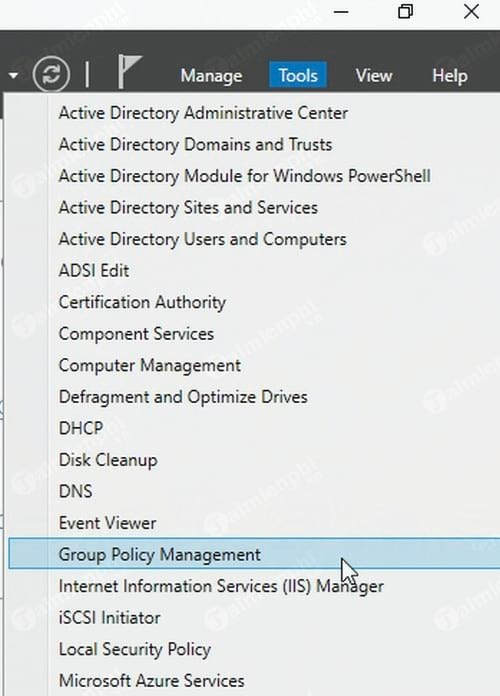 Manage Tools View Help
Active Directory Administrative Center
Active Directory Domains and Trusts
Active Directory Module for Windows PowerShell
Active Directory Sites and Services
Active Directory Users and Computers
ADSI Edit
Certification Authority
Component Services
Computer Management
Defragment and Optimize Drives
DHCP
Disk Cleanup
DNS
Event Viewer
Group Policy Management
Internet Information Services (IIS) Manager
iSCSI Initiator
Local Security Policy
Microsoft Azure Services